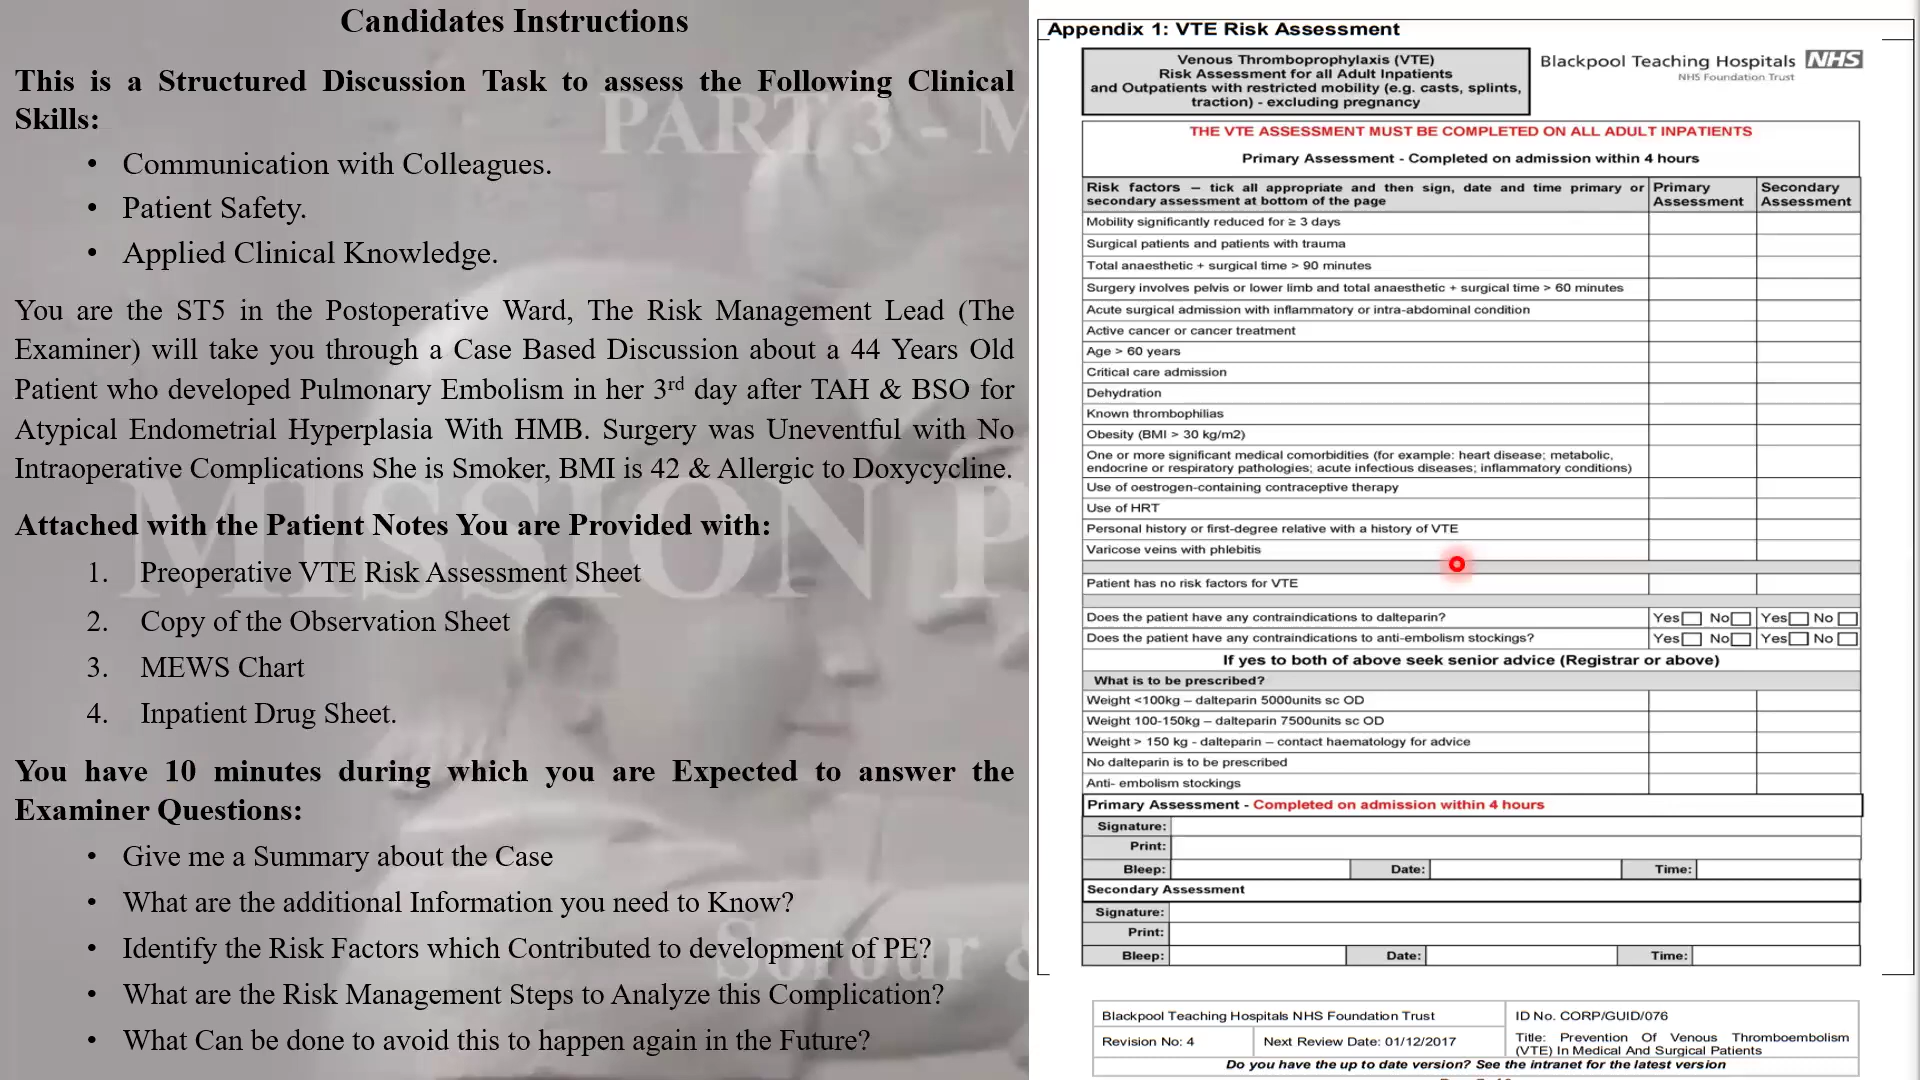 Candidates Instructions
This is a Structured Discussion Task to assess the Following Clinical
Skills:
• Communication with Colleagues.
• Patient Safety.
• Applied Clinical Knowledge.
You are the ST5 in the Postoperative Ward, The Risk Management Lead (The
Examiner) will take you through a Case Based Discussion about a 44 Years Old
Patient who developed Pulmonary Embolism in her 3rd day after TAH & BSO for
Atypical Endometrial Hyperplasia With HMB. Surgery was Uneventful with No
Intraoperative Complications She is Smoker, BMI is 42 & Allergic to Doxycycline.
Attached with the Patient Notes You are Provided with:
1. Preoperative VTE Risk Assessment Sheet
2. Copy of the Observation Sheet
3. MEWS Chart
4. Inpatient Drug Sheet.
You have 10 minutes during which you are Expected to answer the
Examiner Questions:
• Give me a Summary about the Case
• What are the additional Information you need to Know?
• Identify the Risk Factors which Contributed to development of PE?
• What are the Risk Management Steps to Analyze this Complication?
• What Can be done to avoid this to happen again in the Future?
PART 3 - M
MISSION P
Sorour &
Appendix 1: VTE Risk Assessment
Venous Thromboprophylaxis (VTE)
Risk Assessment for all Adult Inpatients
and Outpatients with restricted mobility (e.g. casts, splints,
traction) - excluding pregnancy
Blackpool Teaching Hospitals NHS
NHS Foundation Trust
THE VTE ASSESSMENT MUST BE COMPLETED ON ALL ADULT INPATIENTS
Primary Assessment - Completed on admission within 4 hours
Risk factors – tick all appropriate and then sign, date and time primary or
secondary assessment at bottom of the page
Primary
Assessment
Secondary
Assessment
Mobility significantly reduced for ≥ 3 days
Surgical patients and patients with trauma
Total anaesthetic + surgical time > 90 minutes
Surgery involves pelvis or lower limb and total anaesthetic + surgical time > 60 minutes
Acute surgical admission with inflammatory or intra-abdominal condition
Active cancer or cancer treatment
Age > 60 years
Critical care admission
Dehydration
Known thrombophilias
Obesity (BMI > 30 kg/m2)
One or more significant medical comorbidities (for example: heart disease; metabolic,
endocrine or respiratory pathologies; acute infectious diseases; inflammatory conditions)
Use of oestrogen-containing contraceptive therapy
Use of HRT
Personal history or first-degree relative with a history of VTE
Varicose veins with phlebitis
Patient has no risk factors for VTE
Does the patient have any contraindications to dalteparin? Yes No Yes No
Does the patient have any contraindications to anti-embolism stockings? Yes No Yes No
If yes to both of above seek senior advice (Registrar or above)
What is to be prescribed?
Weight <100kg – dalteparin 5000units sc OD
Weight 100-150kg – dalteparin 7500units sc OD
Weight > 150 kg - dalteparin – contact haematology for advice
No dalteparin is to be prescribed
Anti- embolism stockings
Primary Assessment - Completed on admission within 4 hours
Signature:
Print:
Bleep: Date: Time:
Secondary Assessment
Signature:
Print:
Bleep: Date: Time:
Blackpool Teaching Hospitals NHS Foundation Trust
ID No. CORP/GUID/076
Revision No: 4
Next Review Date: 01/12/2017
Title: Prevention Of Venous Thromboembolism
(VTE) In Medical And Surgical Patients
Do you have the up to date version? See the intranet for the latest version